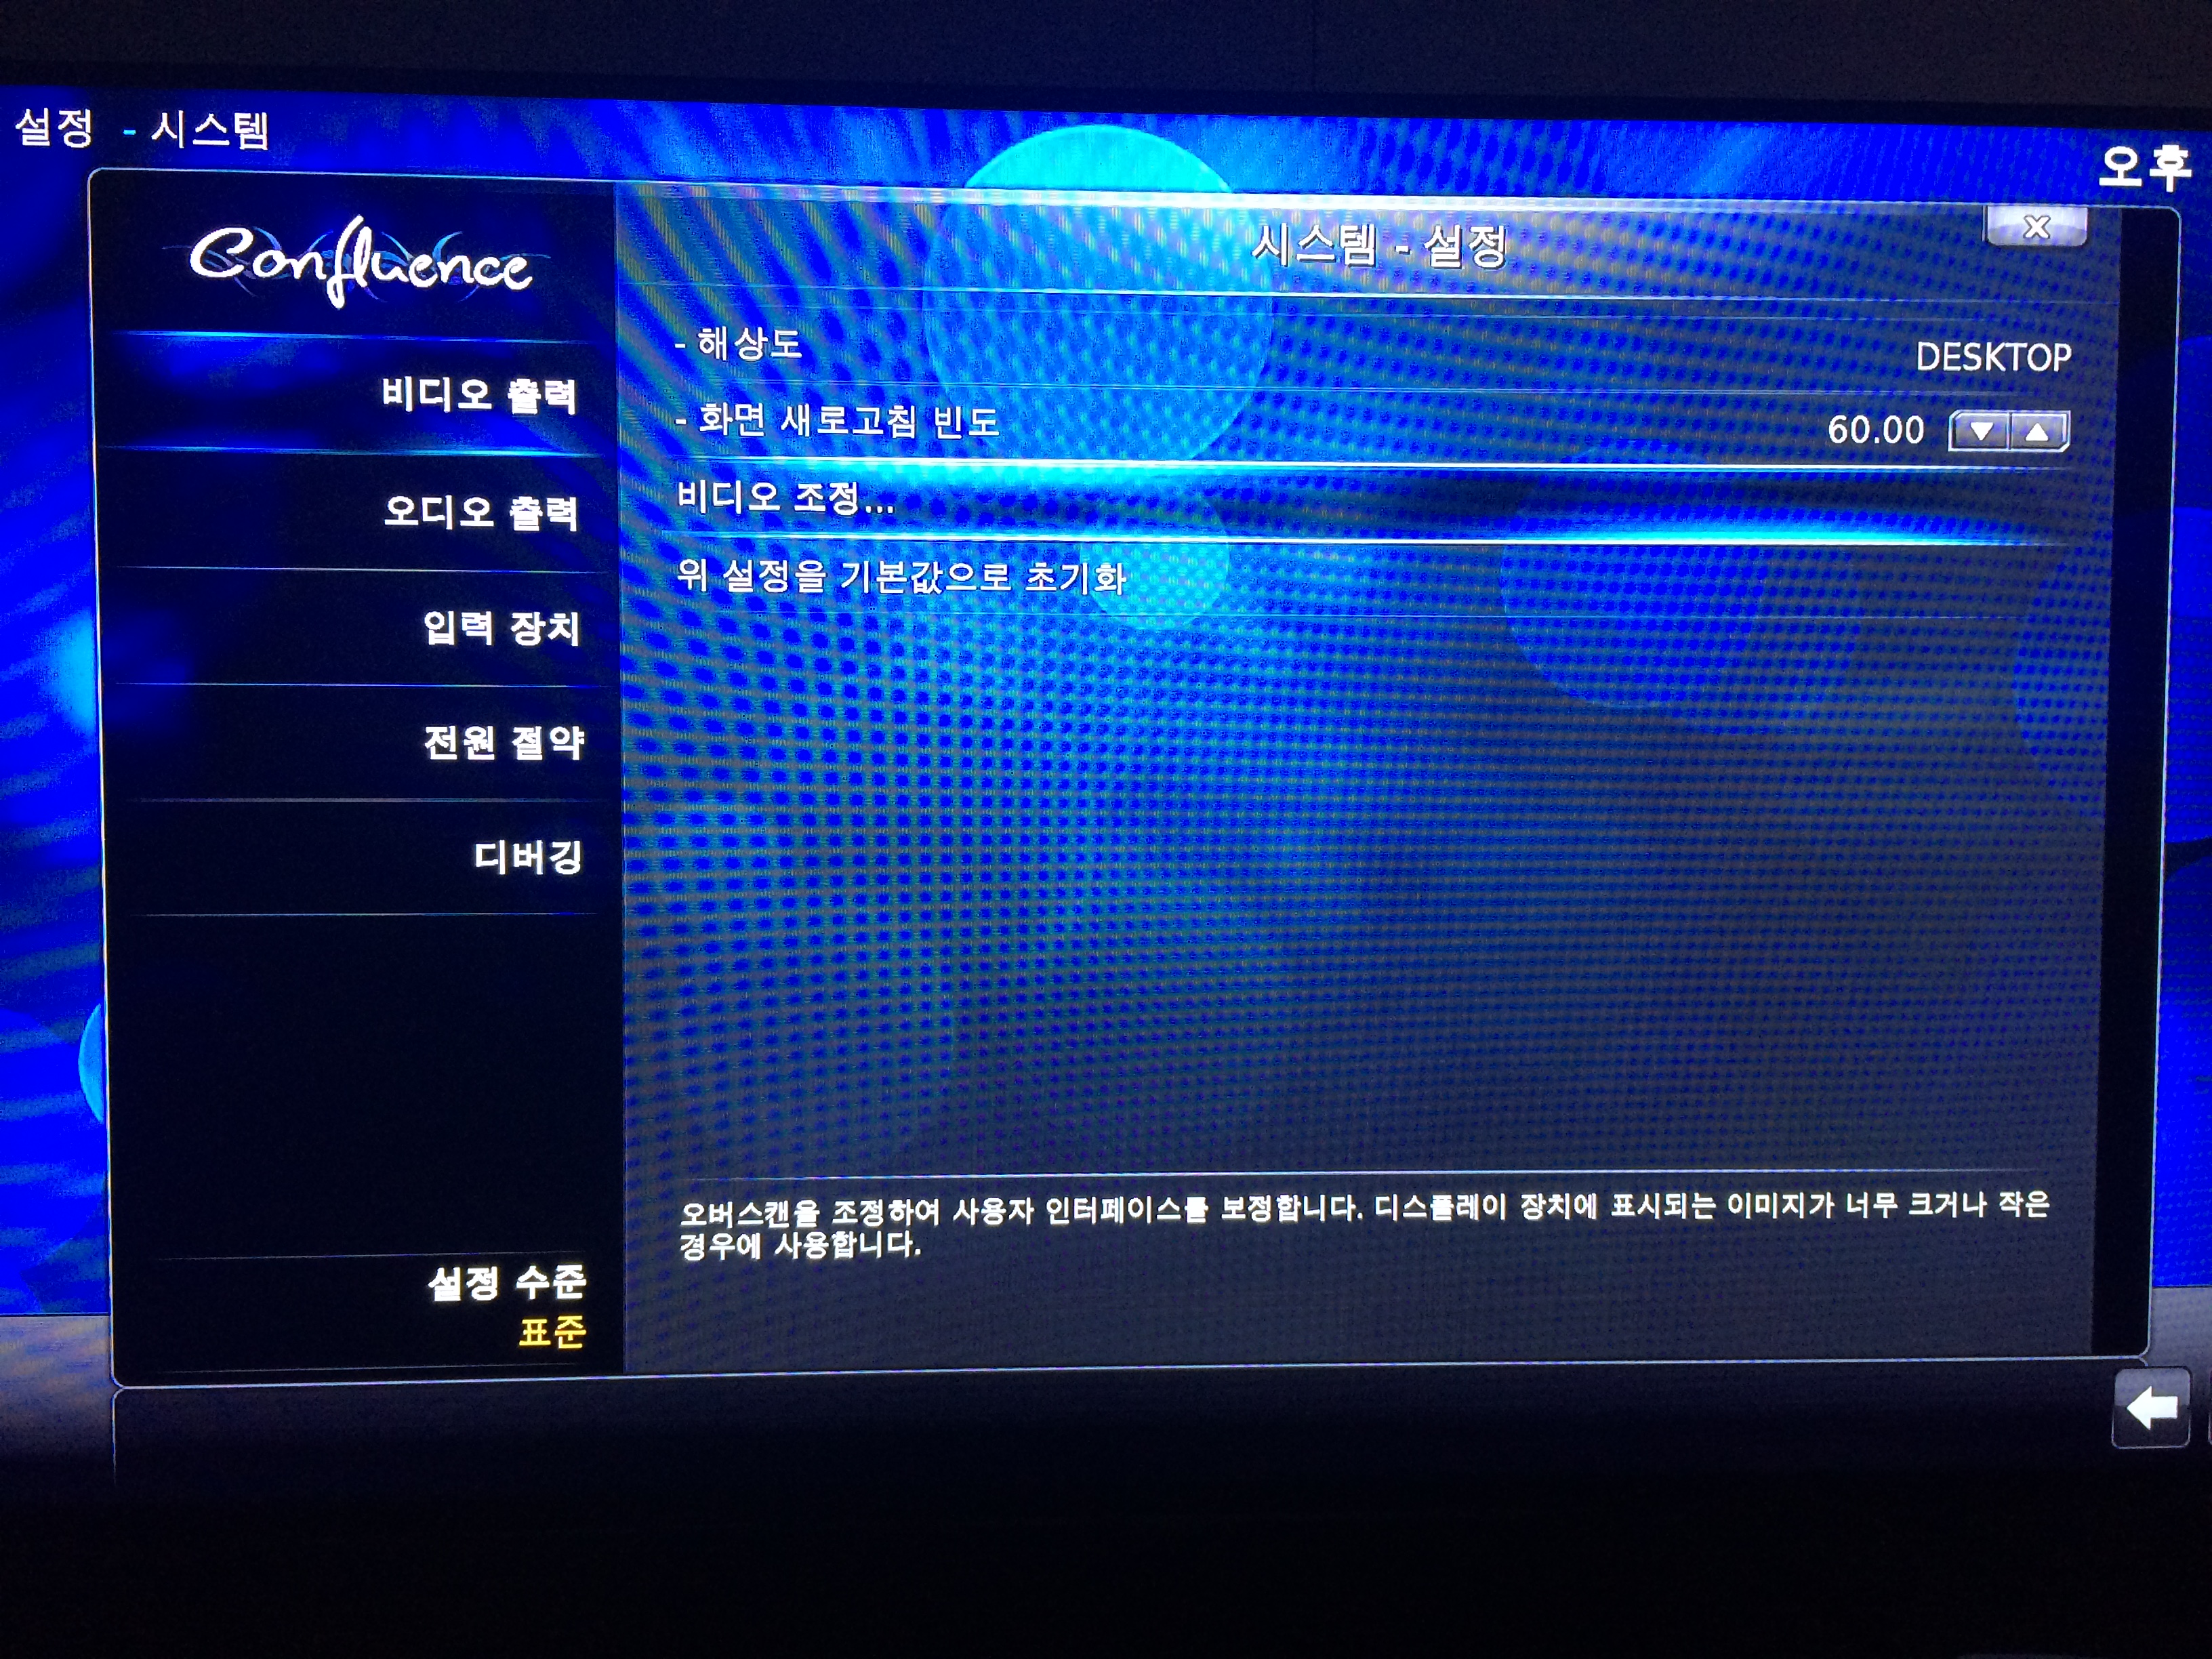 설정 - 시스템
오후
Confluence
시스템 - 설정
비디오 출력
오디오 출력
입력 장치
전원 절약
디버깅
설정 수준
표준
- 해상도 DESKTOP
- 화면 새로고침 빈도 60.00
비디오 조정...
위 설정을 기본값으로 초기화
오버스캔을 조정하여 사용자 인터페이스를 보정합니다. 디스플레이 장치에 표시되는 이미지가 너무 크거나 작은
경우에 사용합니다.